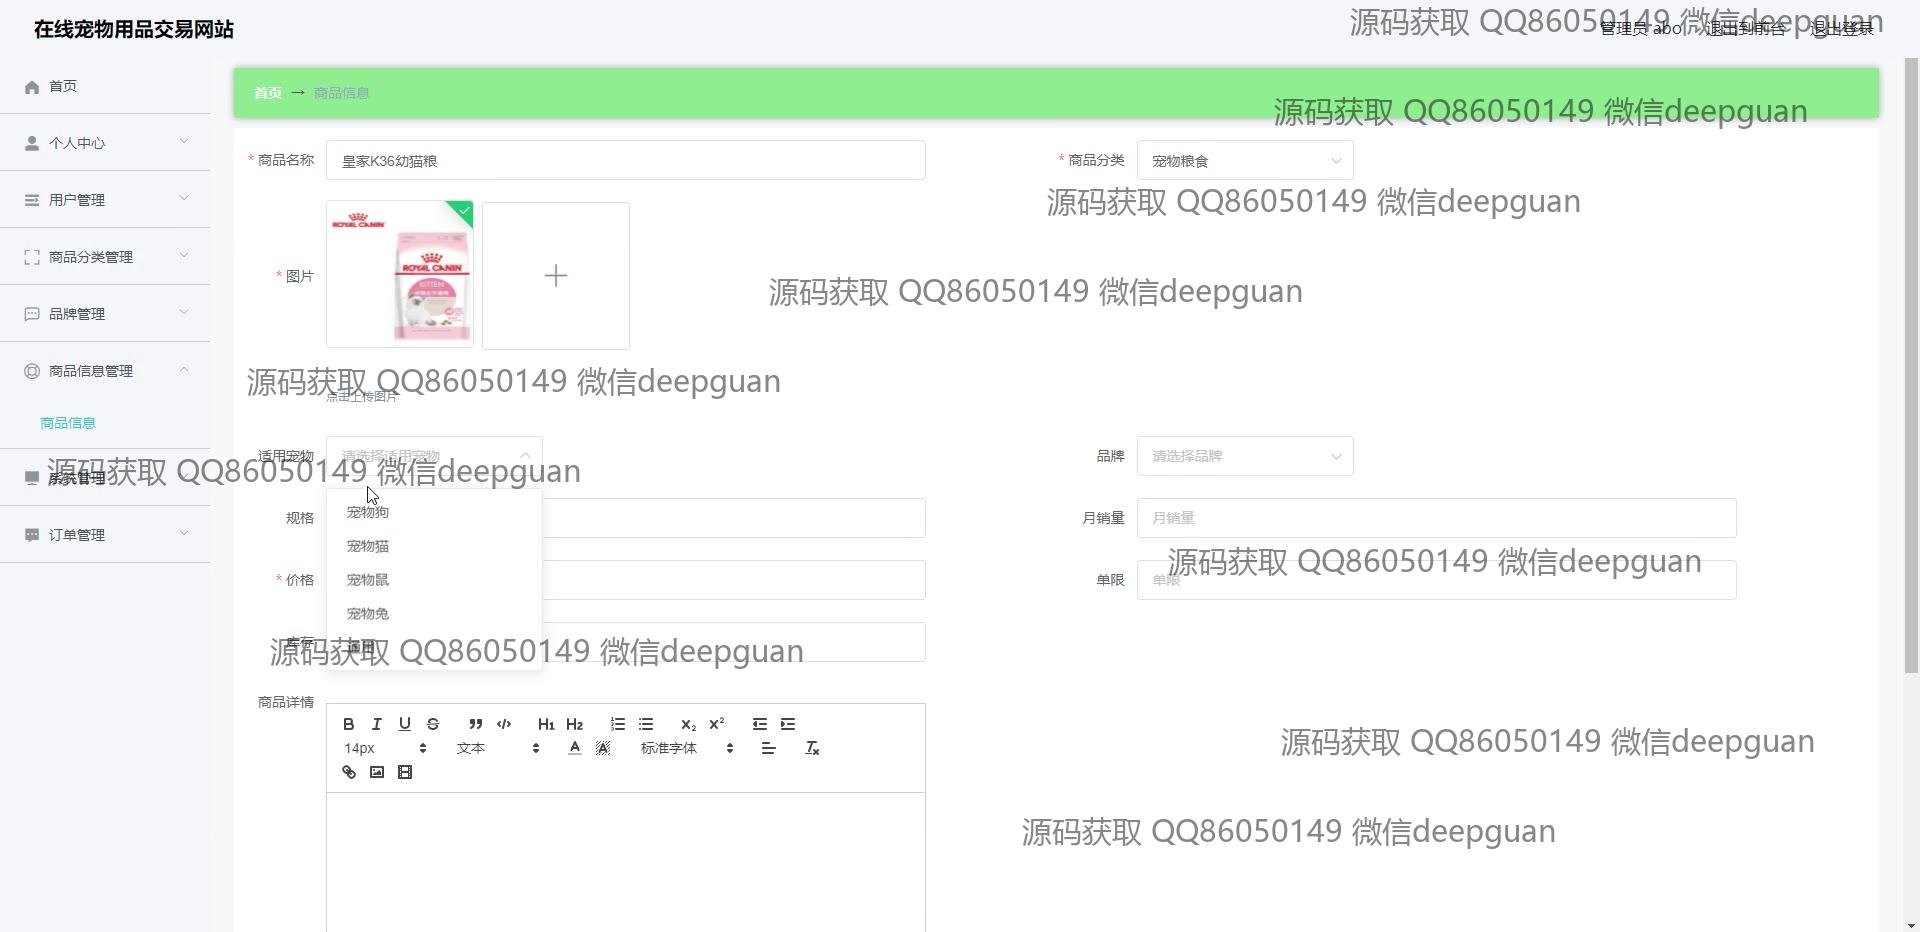 在线宠物用品交易网站
源码获取 QQ86050149 微信deepguan
管理员 abo 退出到前台 退出登录
首页
首页 → 商品信息
源码获取 QQ86050149 微信deepguan
个人中心
* 商品名称 皇家K36幼猫粮
* 商品分类 宠物粮食
用户管理
源码获取 QQ86050149 微信deepguan
ROYAL CANIN
ROYAL CANIN
KITTEN
商品分类管理
* 图片
源码获取 QQ86050149 微信deepguan
品牌管理
商品信息管理
源码获取 QQ86050149 微信deepguan
点击上传图片
商品信息
适用宠物 请选择适用宠物
品牌 请选择品牌
系统管理
源码获取 QQ86050149 微信deepguan
宠物狗
规格
月销量 月销量
订单管理
宠物猫
源码获取 QQ86050149 微信deepguan
* 价格
宠物鼠
单限 单限
宠物兔
库存
通用
源码获取 QQ86050149 微信deepguan
商品详情
B I U S H1 H2 X2 X2
14px 文本 A A 标准字体 Tx
源码获取 QQ86050149 微信deepguan
源码获取 QQ86050149 微信deepguan